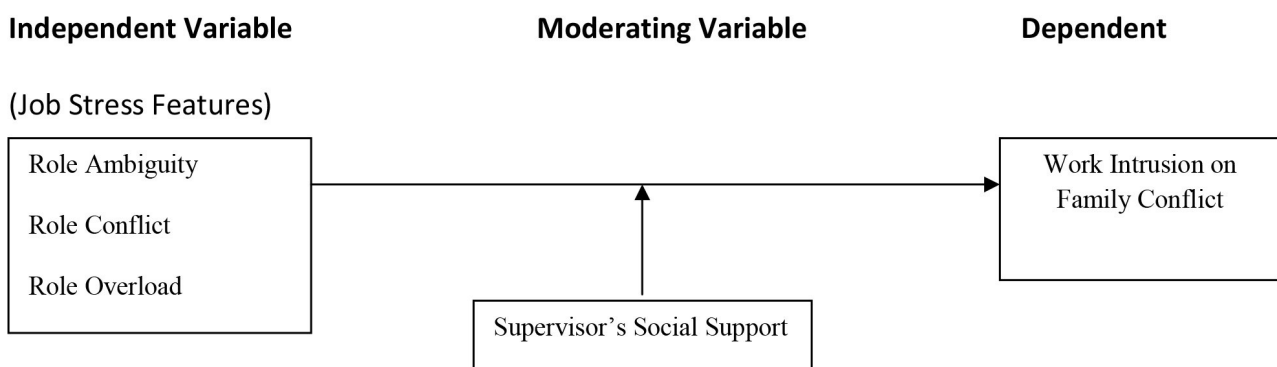 Independent Variable Moderating Variable Dependent
(Job Stress Features)
Role Ambiguity
Role Conflict
Role Overload
Supervisor’s Social Support
Work Intrusion on
Family Conflict